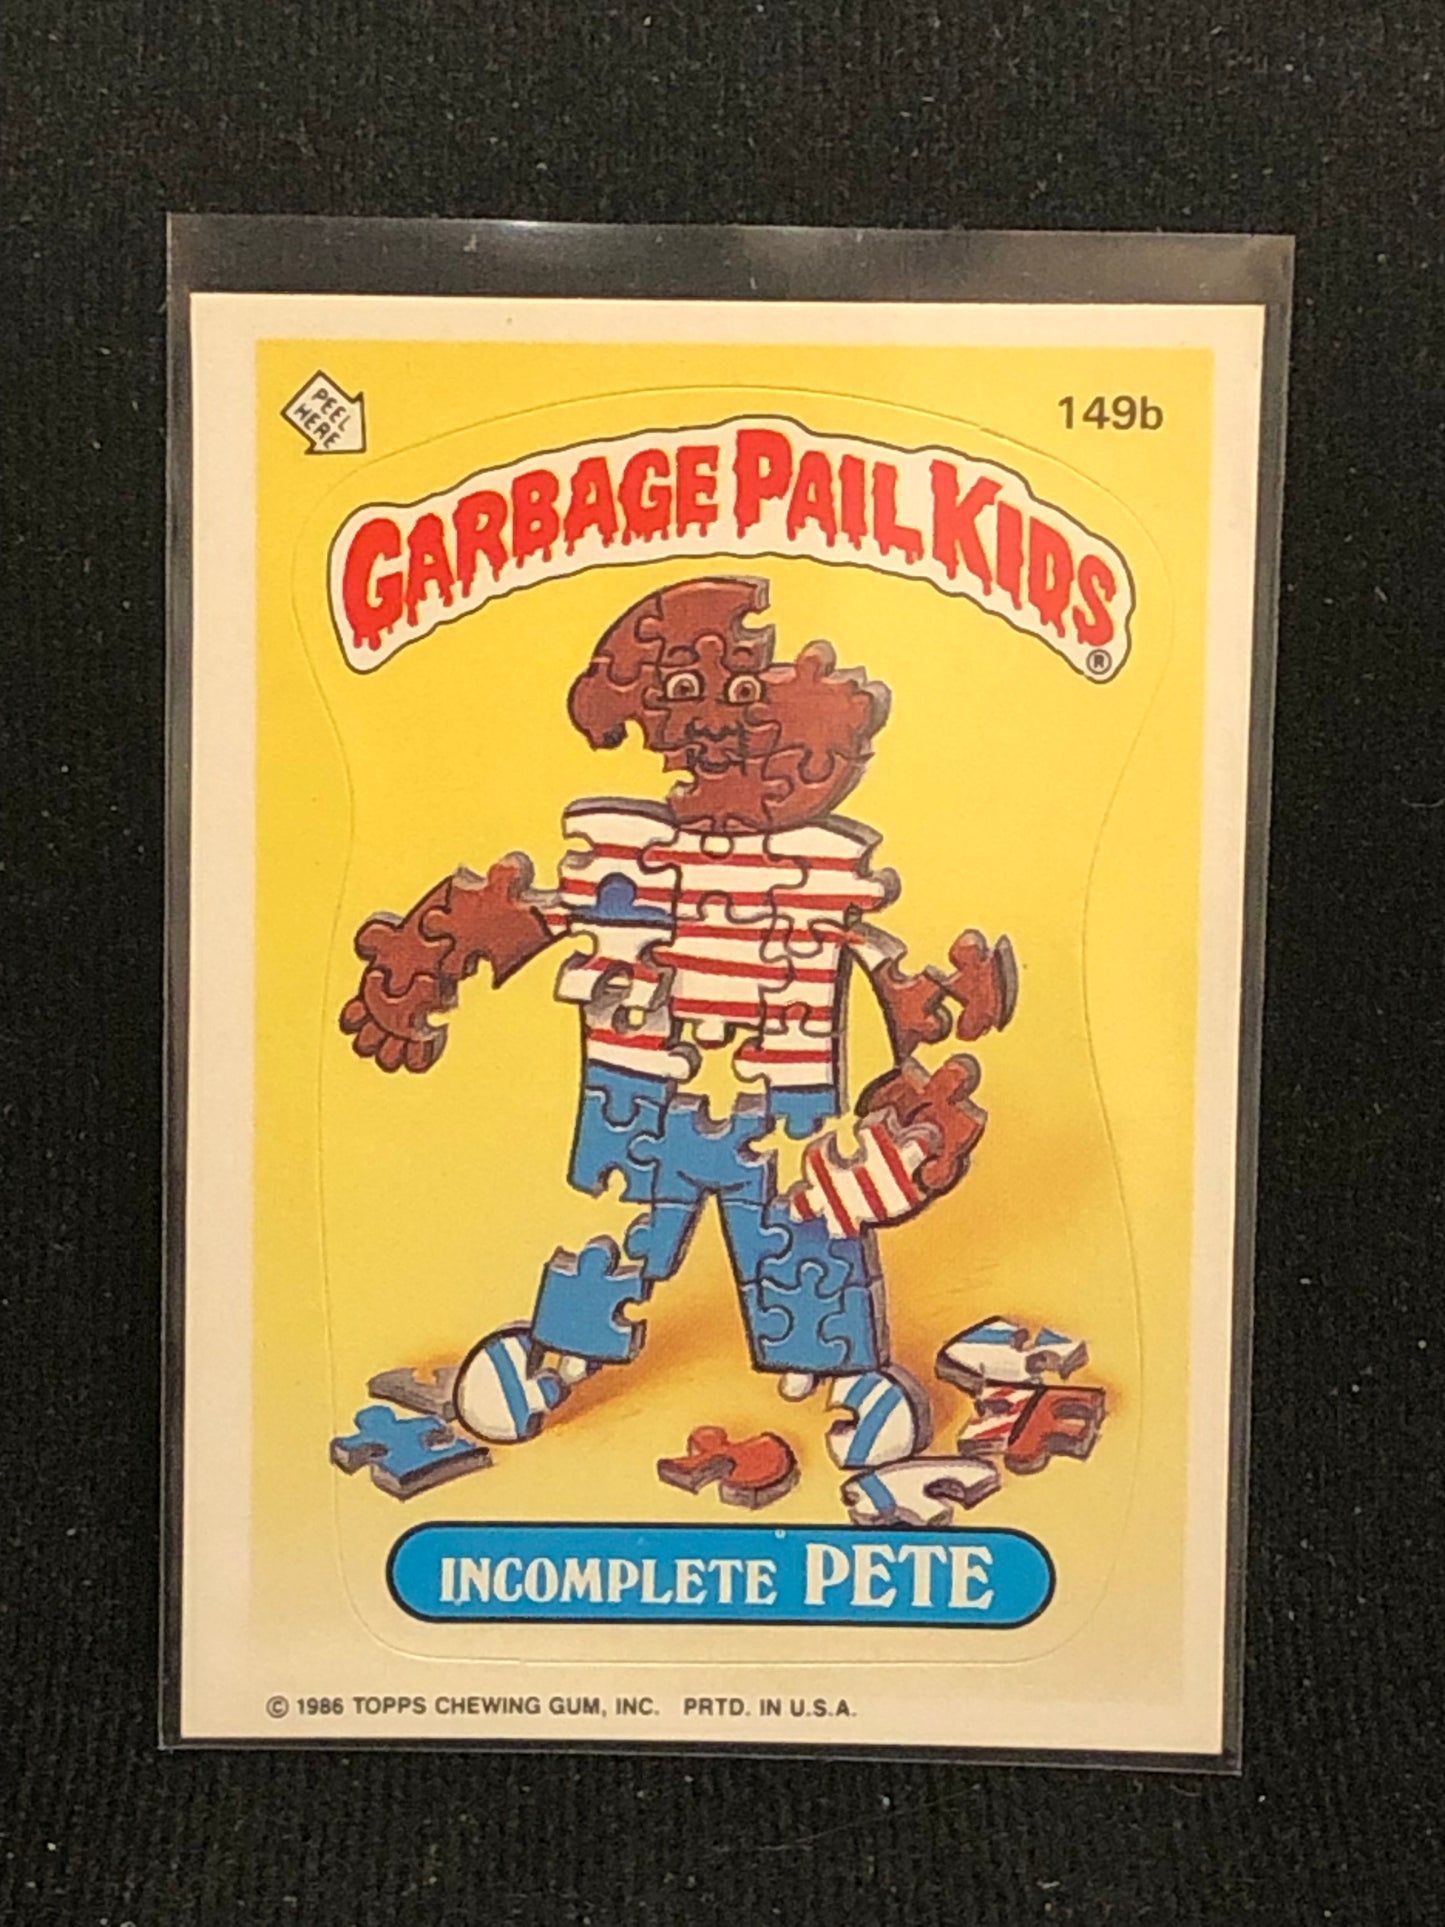 PEEL
HERE
149b
GARBAGE PAIL KIDS
®
INCOMPLETE PETE
© 1986 TOPPS CHEWING GUM, INC. PRTD. IN U.S.A.